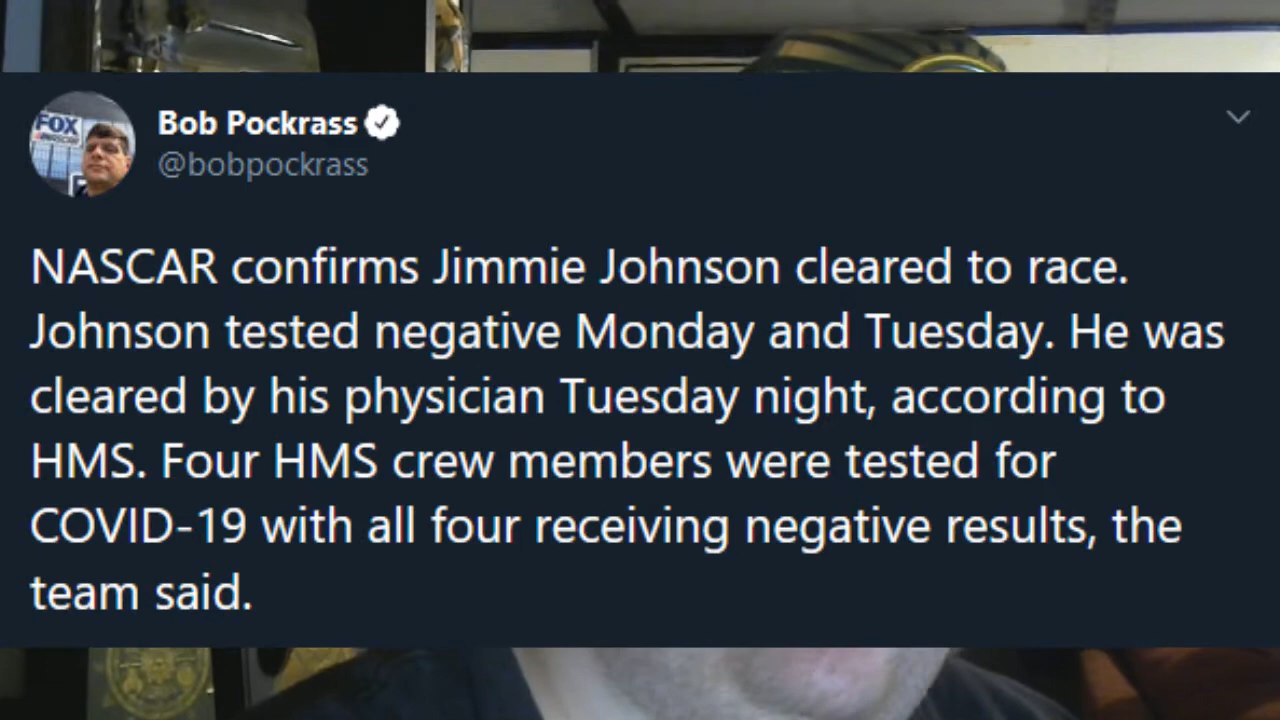 FOX
Bob Pockrass
@bobpockrass
NASCAR confirms Jimmie Johnson cleared to race.
Johnson tested negative Monday and Tuesday. He was
cleared by his physician Tuesday night, according to
HMS. Four HMS crew members were tested for
COVID-19 with all four receiving negative results, the
team said.